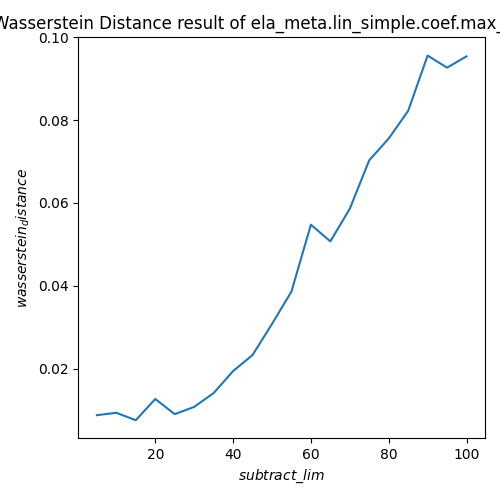 Wasserstein Distance result of ela_meta.lin_simple.coef.max_
0.10
0.08
0.06
0.04
0.02
wasserstein_distance
20 40 60 80 100
subtract_lim